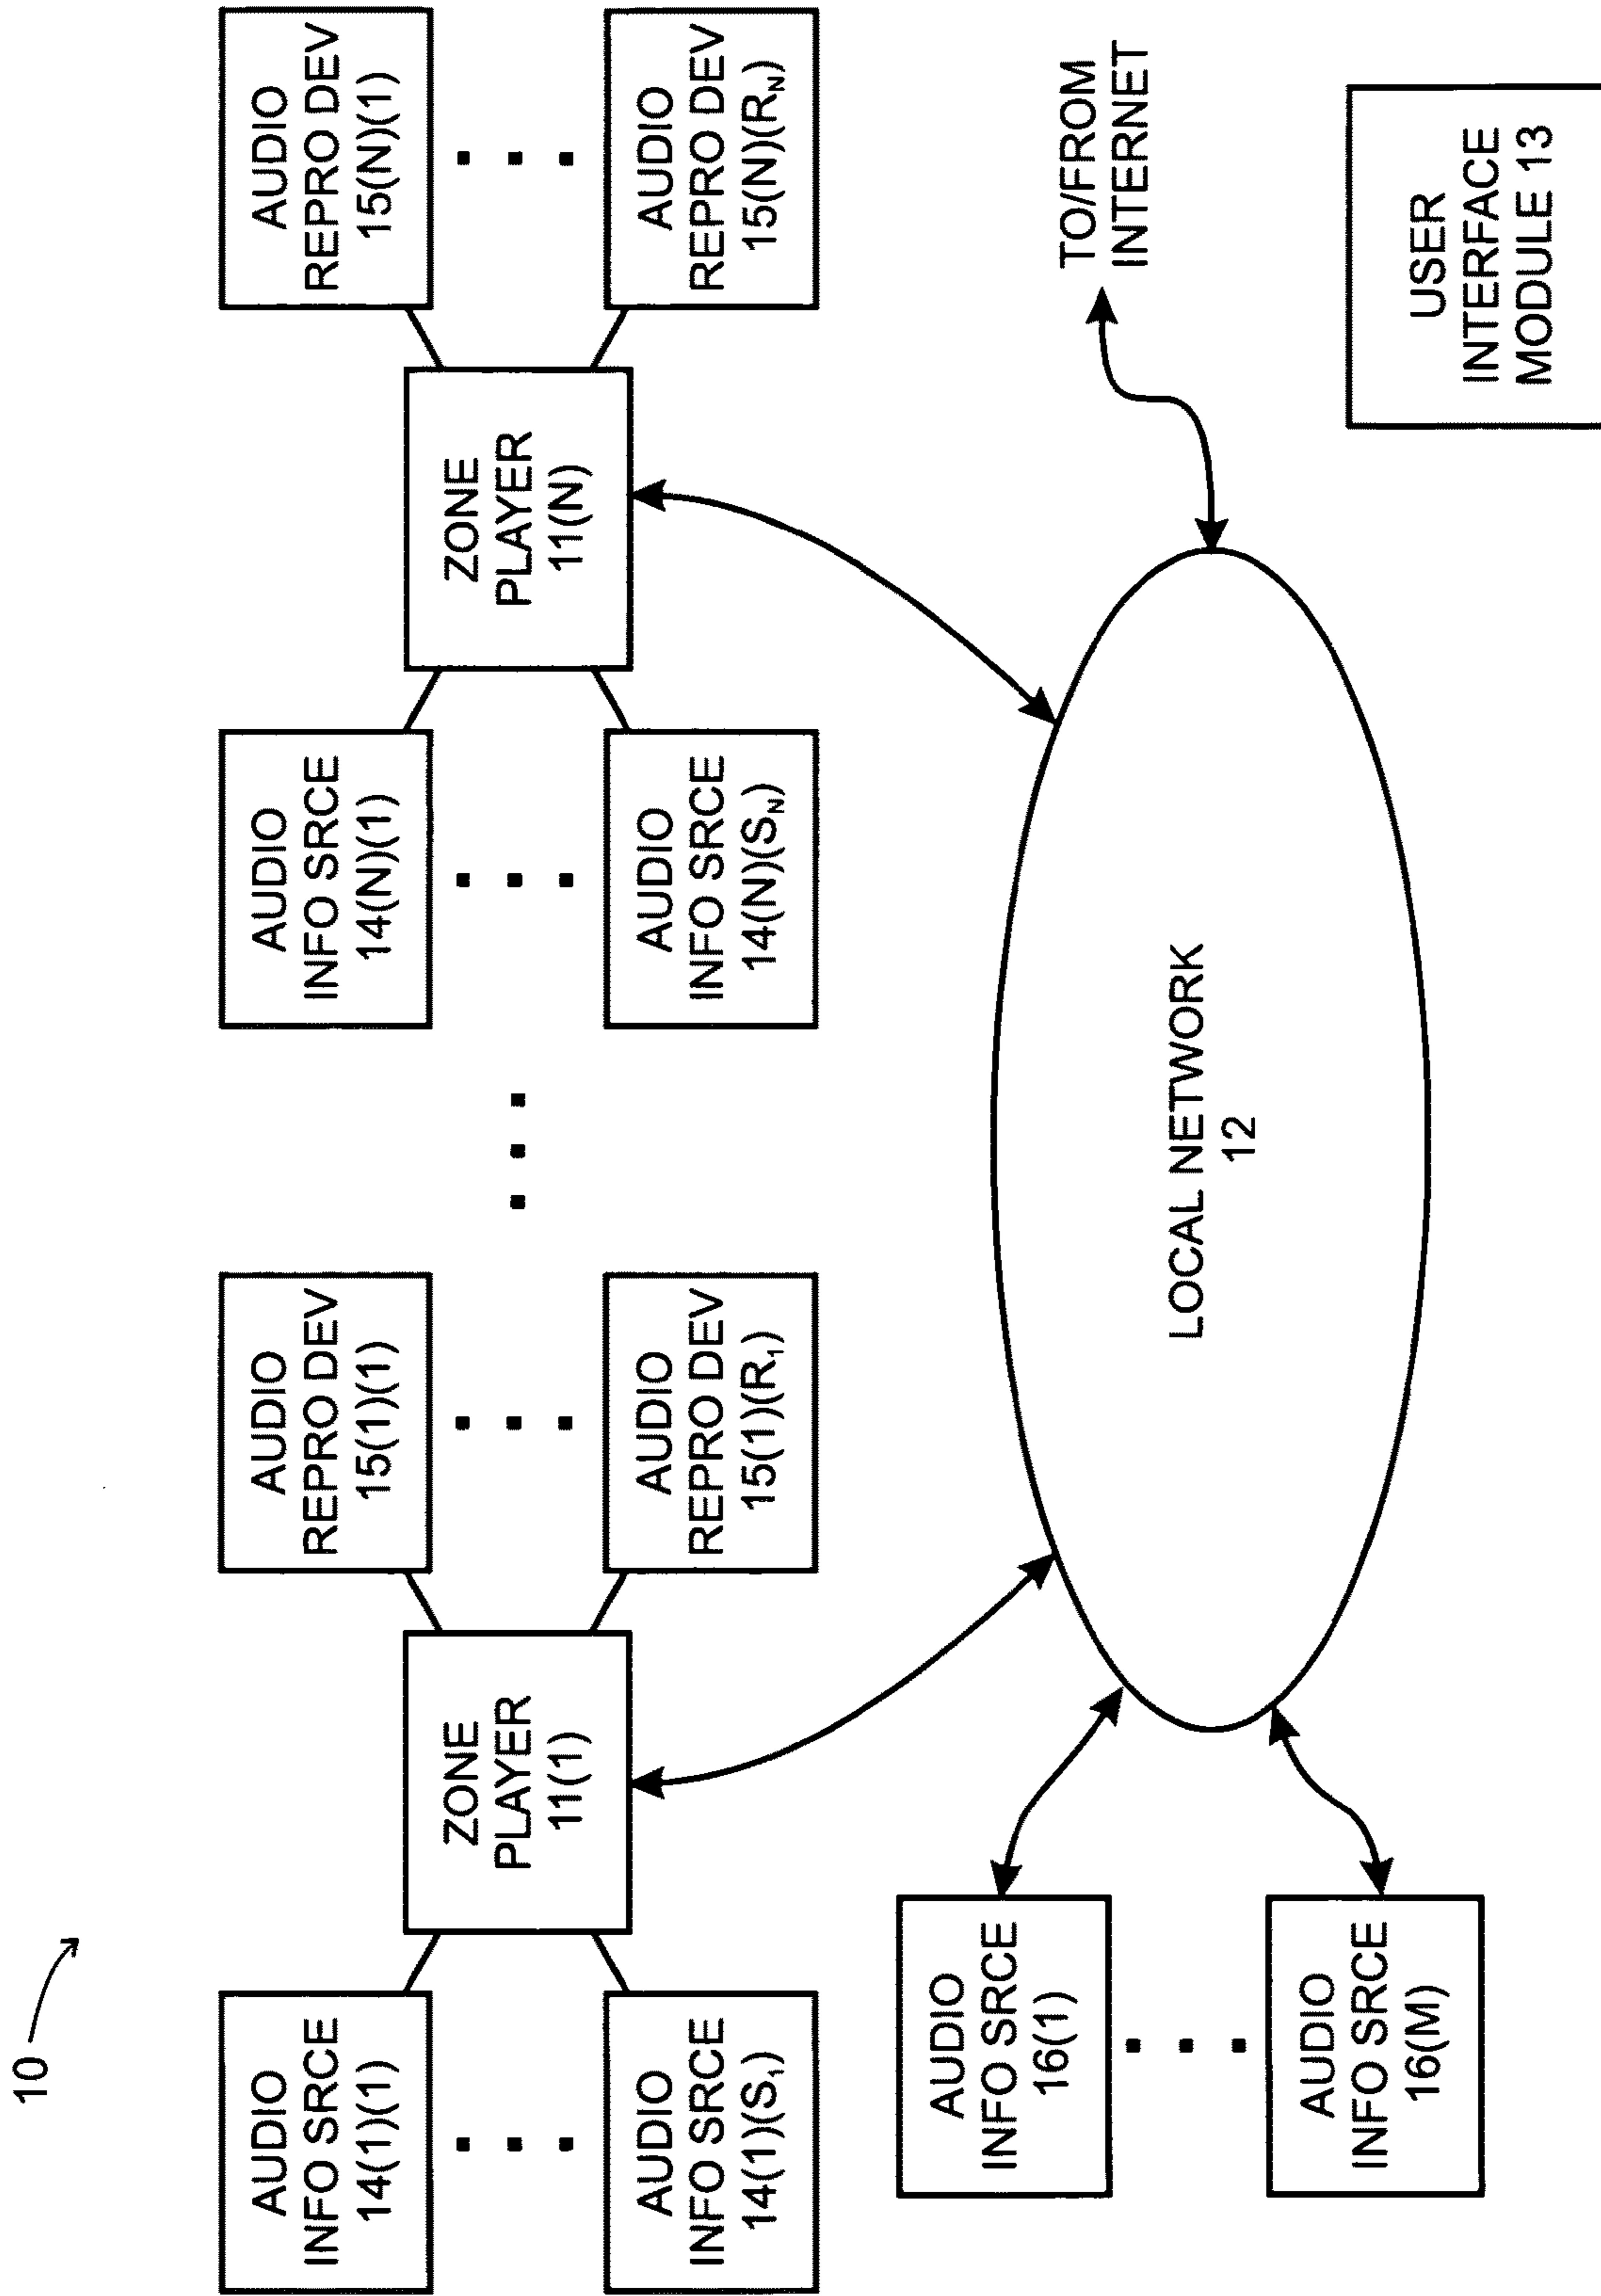 10
AUDIO
INFO SRCE
14(1)(1)
AUDIO
REPRO DEV
15(1)(1)
AUDIO
INFO SRCE
14(N)(1)
AUDIO
REPRO DEV
15(N)(1)
ZONE
PLAYER
11(1)
ZONE
PLAYER
11(N)
AUDIO
INFO SRCE
14(1)(S₁)
AUDIO
REPRO DEV
15(1)(R₁)
AUDIO
INFO SRCE
14(N)(S_N)
AUDIO
REPRO DEV
15(N)(R_N)
AUDIO
INFO SRCE
16(1)
AUDIO
INFO SRCE
16(M)
LOCAL NETWORK
12
TO/FROM
INTERNET
USER
INTERFACE
MODULE 13